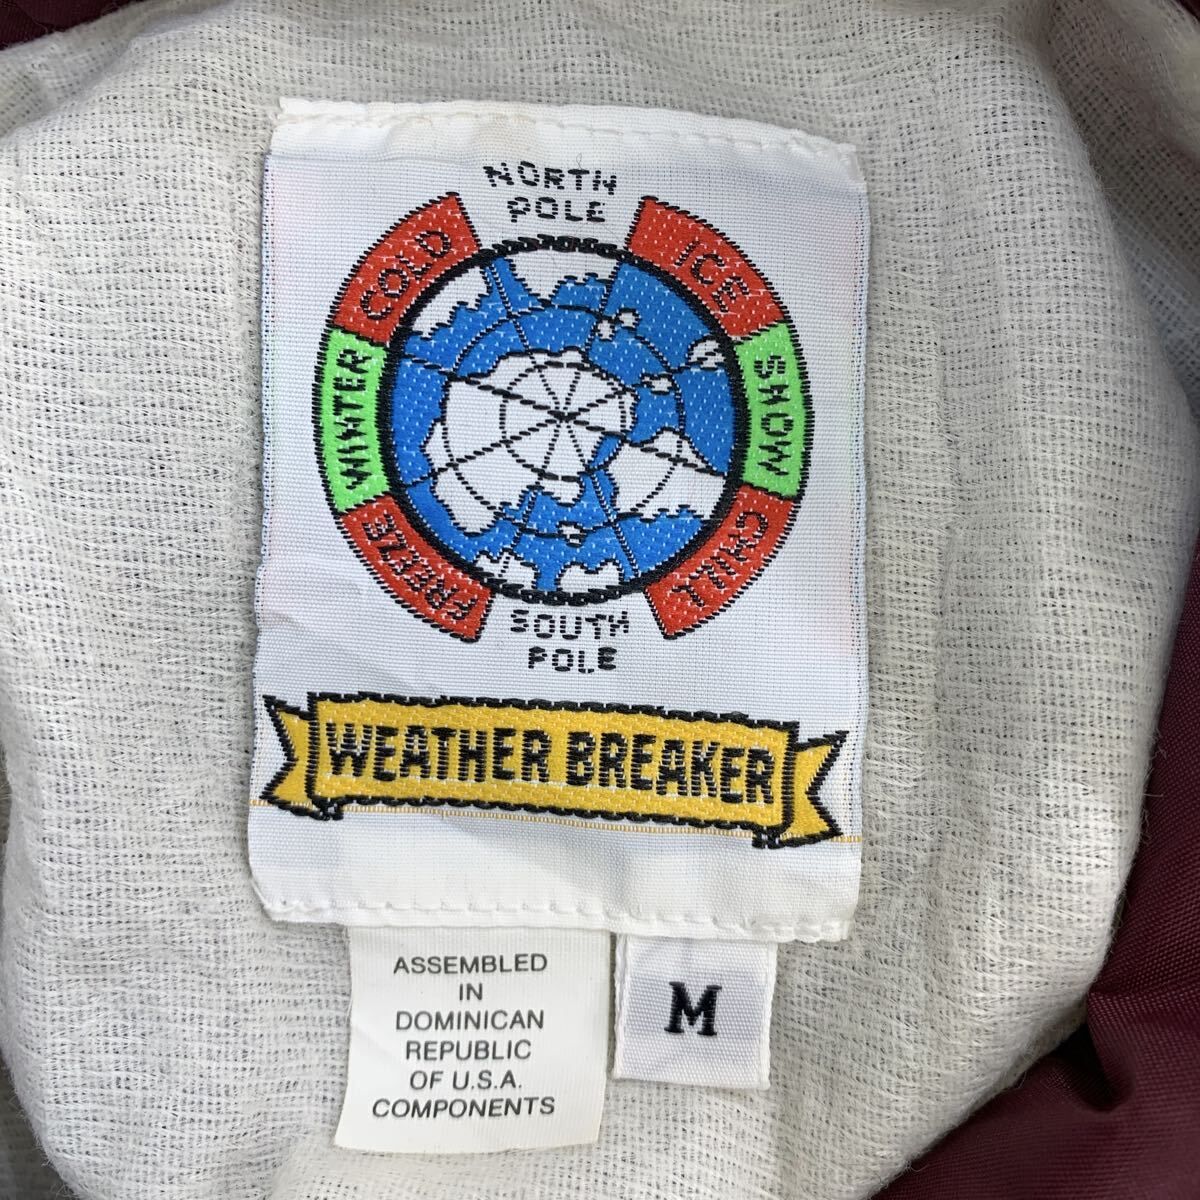 NORTH
POLE
COLD
ICE
WINTER
SNOW
FREEZE
CHILL
SOUTH
POLE
WEATHER BREAKER
ASSEMBLED
IN
DOMINICAN
REPUBLIC
OF U.S.A.
COMPONENTS
M